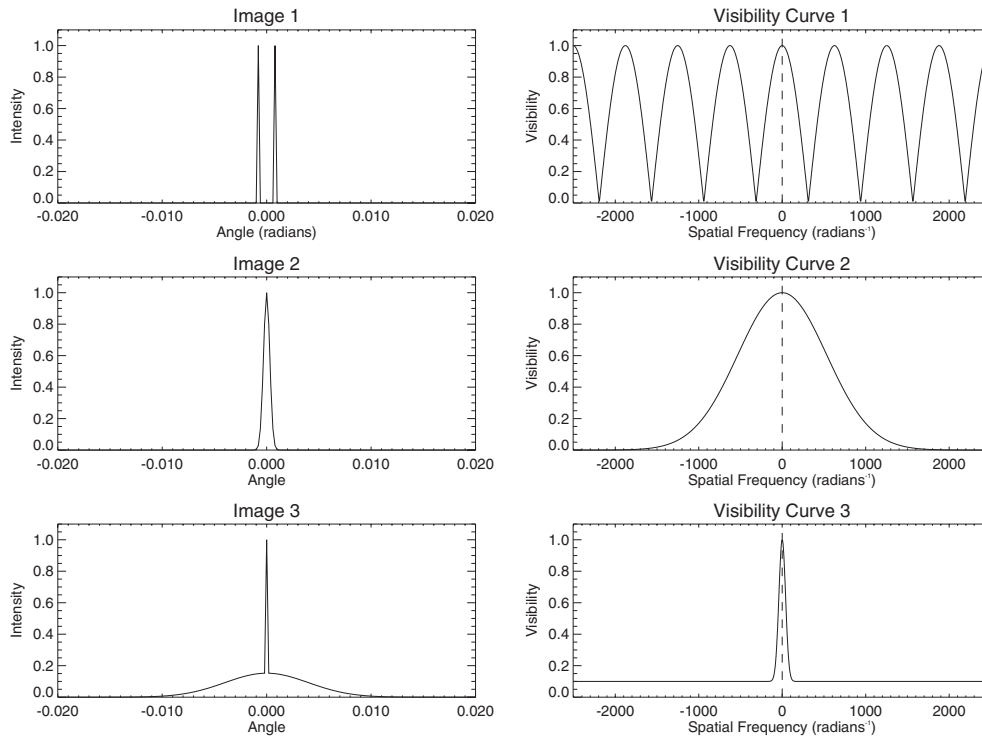 Image 1
Visibility Curve 1
Intensity
1.0
0.8
0.6
0.4
0.2
0.0
-0.020 -0.010 0.000 0.010 0.020
Angle (radians)
Visibility
1.0
0.8
0.6
0.4
0.2
0.0
-2000 -1000 0 1000 2000
Spatial Frequency (radians⁻¹)
Image 2
Visibility Curve 2
Intensity
1.0
0.8
0.6
0.4
0.2
0.0
-0.020 -0.010 0.000 0.010 0.020
Angle
Visibility
1.0
0.8
0.6
0.4
0.2
0.0
-2000 -1000 0 1000 2000
Spatial Frequency (radians⁻¹)
Image 3
Visibility Curve 3
Intensity
1.0
0.8
0.6
0.4
0.2
0.0
-0.020 -0.010 0.000 0.010 0.020
Angle
Visibility
1.0
0.8
0.6
0.4
0.2
0.0
-2000 -1000 0 1000 2000
Spatial Frequency (radians⁻¹)